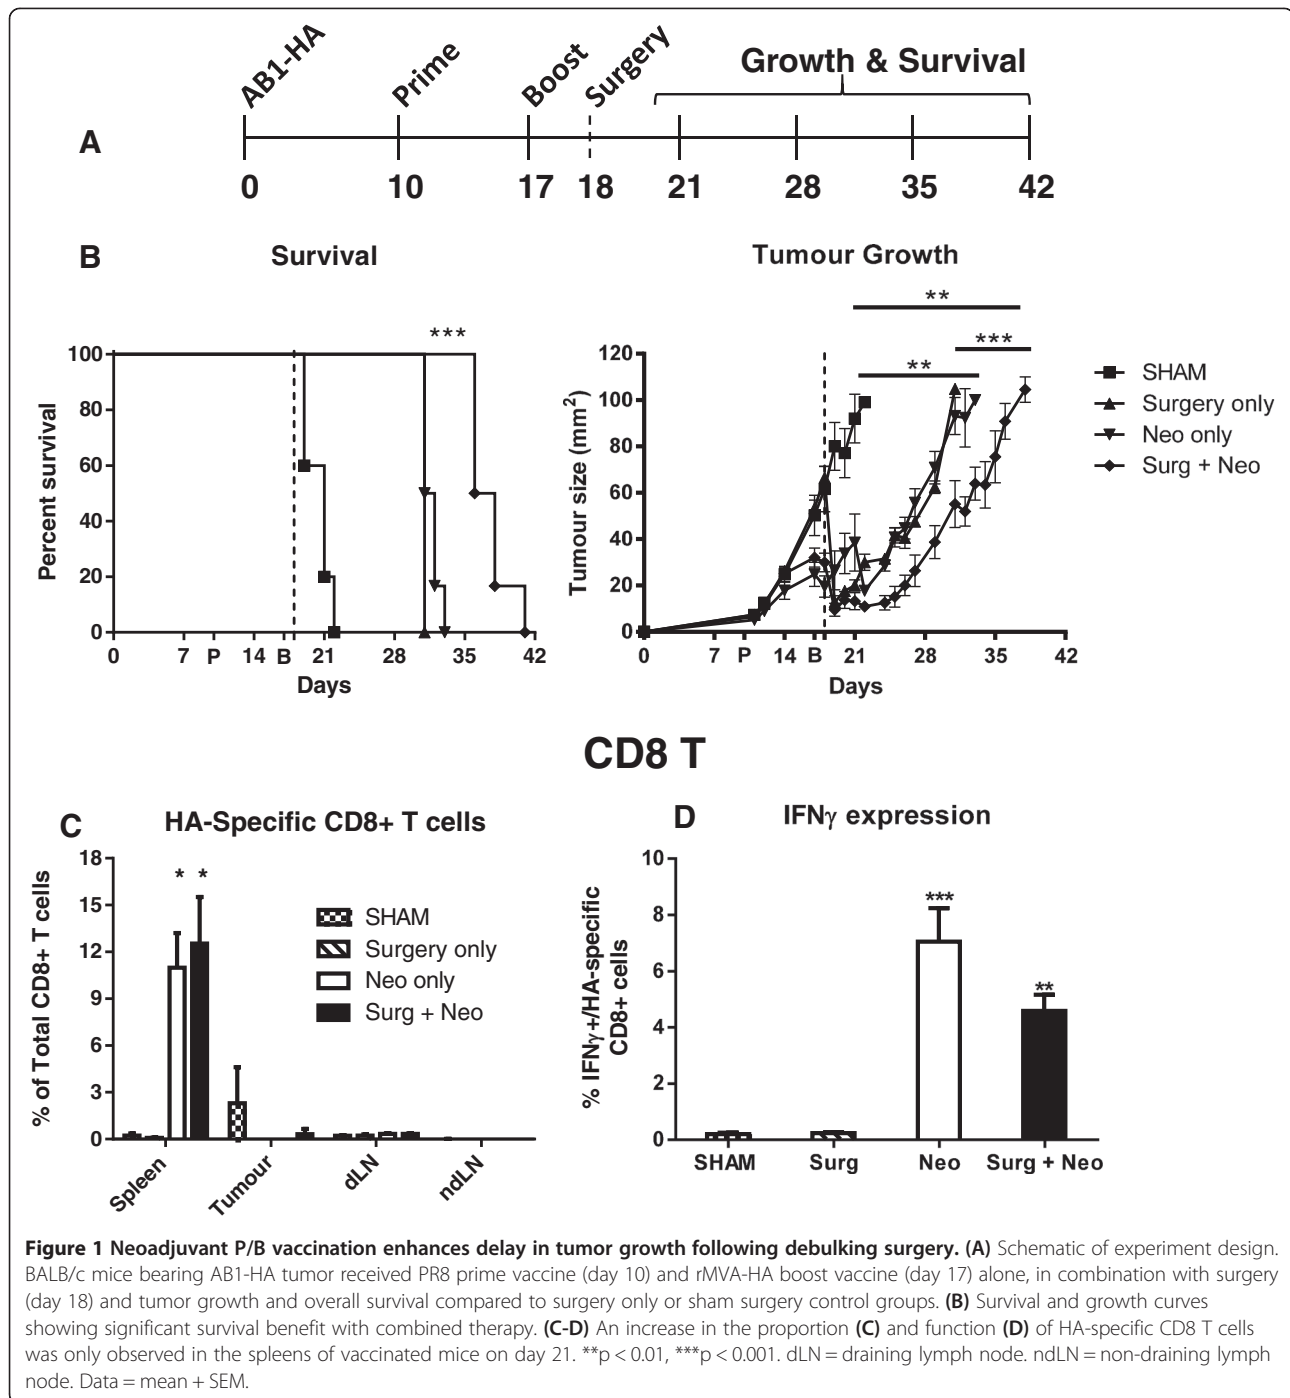 AB1-HA Prime Boost Surgery Growth & Survival
A
0 10 17 18 21 28 35 42
B
Survival
***
Percent survival
100
80
60
40
20
0
0 7 P 14 B 21 28 35 42
Days
Tumour Growth
**
***
**
Tumour size (mm²)
120
100
80
60
40
20
0
0 7 P 14 B 21 28 35 42
Days
SHAM
Surgery only
Neo only
Surg + Neo
CD8 T
C
HA-Specific CD8+ T cells
% of Total CD8+ T cells
18
15
12
9
6
3
0
* *
SHAM
Surgery only
Neo only
Surg + Neo
Spleen Tumour dLN ndLN
D
IFNγ expression
% IFNγ+/HA-specific
CD8+ cells
10
8
6
4
2
0
***
**
SHAM Surg Neo Surg + Neo
Figure 1 Neoadjuvant P/B vaccination enhances delay in tumor growth following debulking surgery. (A) Schematic of experiment design.
BALB/c mice bearing AB1-HA tumor received PR8 prime vaccine (day 10) and rMVA-HA boost vaccine (day 17) alone, in combination with surgery
(day 18) and tumor growth and overall survival compared to surgery only or sham surgery control groups. (B) Survival and growth curves
showing significant survival benefit with combined therapy. (C-D) An increase in the proportion (C) and function (D) of HA-specific CD8 T cells
was only observed in the spleens of vaccinated mice on day 21. **p < 0.01, ***p < 0.001. dLN = draining lymph node. ndLN = non-draining lymph
node. Data = mean + SEM.